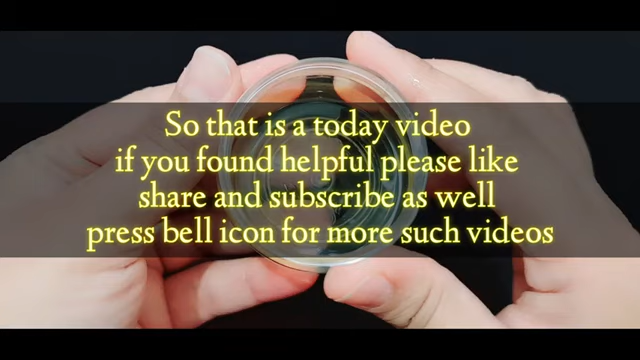 So that is a today video
if you found helpful please like
share and subscribe as well
press bell icon for more such videos